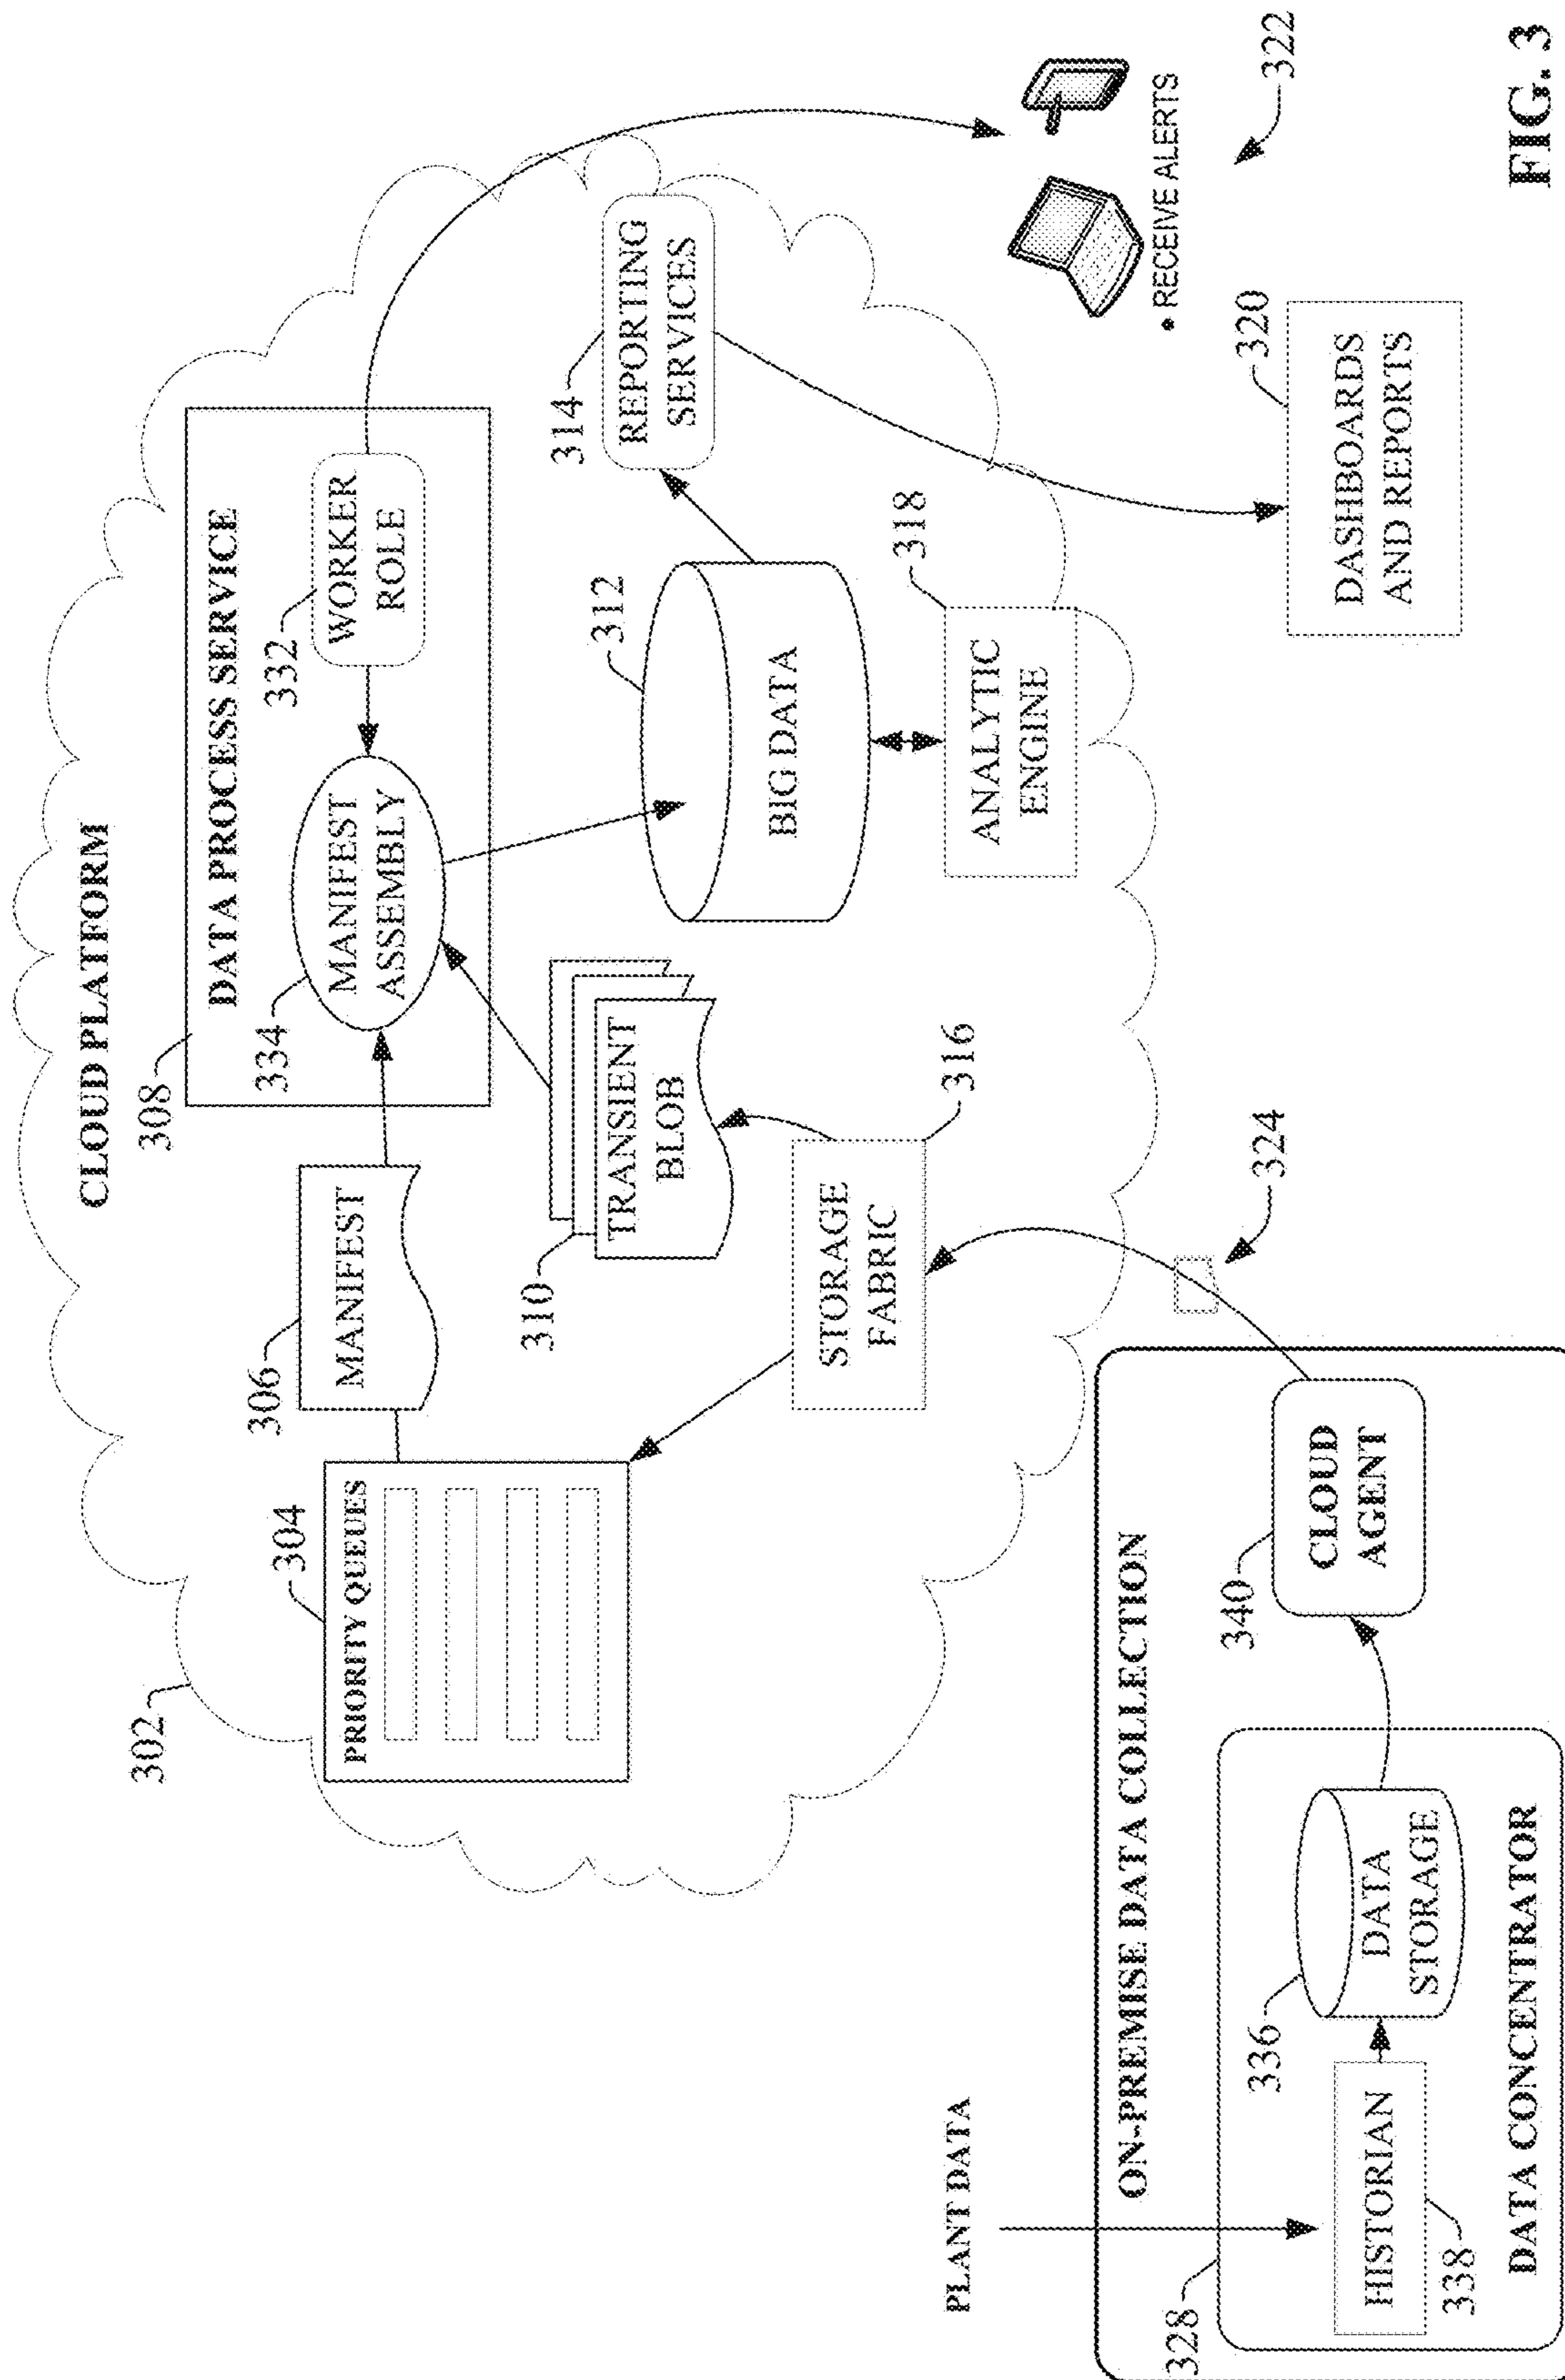 CLOUD PLATFORM
302
304
PRIORITY QUEUES
306
MANIFEST
308
DATA PROCESS SERVICE
334
MANIFEST
ASSEMBLY
332
WORKER
ROLE
310
TRANSIENT
BLOB
312
BIG DATA
314
REPORTING
SERVICES
STORAGE
FABRIC
316
ANALYTIC
ENGINE
318
• RECEIVE ALERTS
322
320
DASHBOARDS
AND REPORTS
324
PLANT DATA
ON-PREMISE DATA COLLECTION
328
HISTORIAN
338
336
DATA
STORAGE
DATA CONCENTRATOR
340
CLOUD
AGENT
FIG. 3